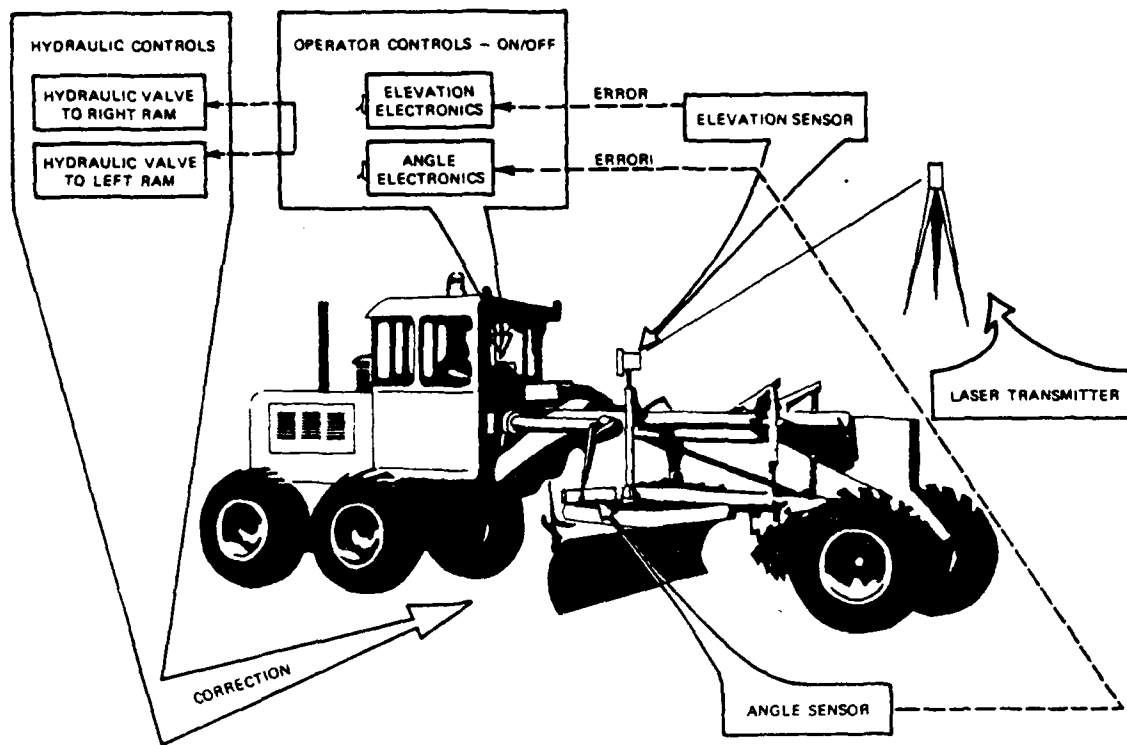 HYDRAULIC CONTROLS
HYDRAULIC VALVE
TO RIGHT RAM
HYDRAULIC VALVE
TO LEFT RAM
OPERATOR CONTROLS - ON/OFF
ELEVATION
ELECTRONICS
ANGLE
ELECTRONICS
ERROR
ERROR
ELEVATION SENSOR
LASER TRANSMITTER
CORRECTION
ANGLE SENSOR